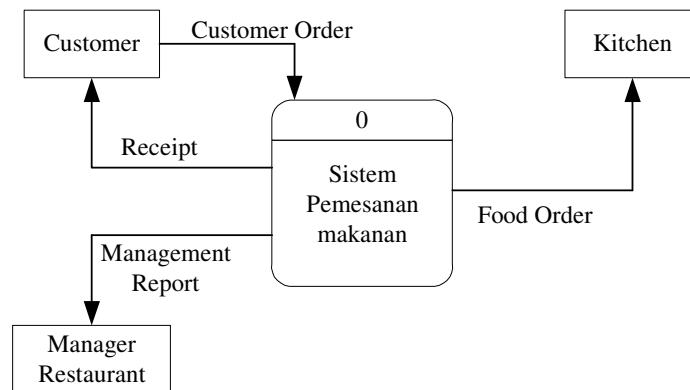 Customer
Customer Order
Kitchen
0
Receipt
Sistem
Pemesanan
makanan
Food Order
Management
Report
Manager
Restaurant